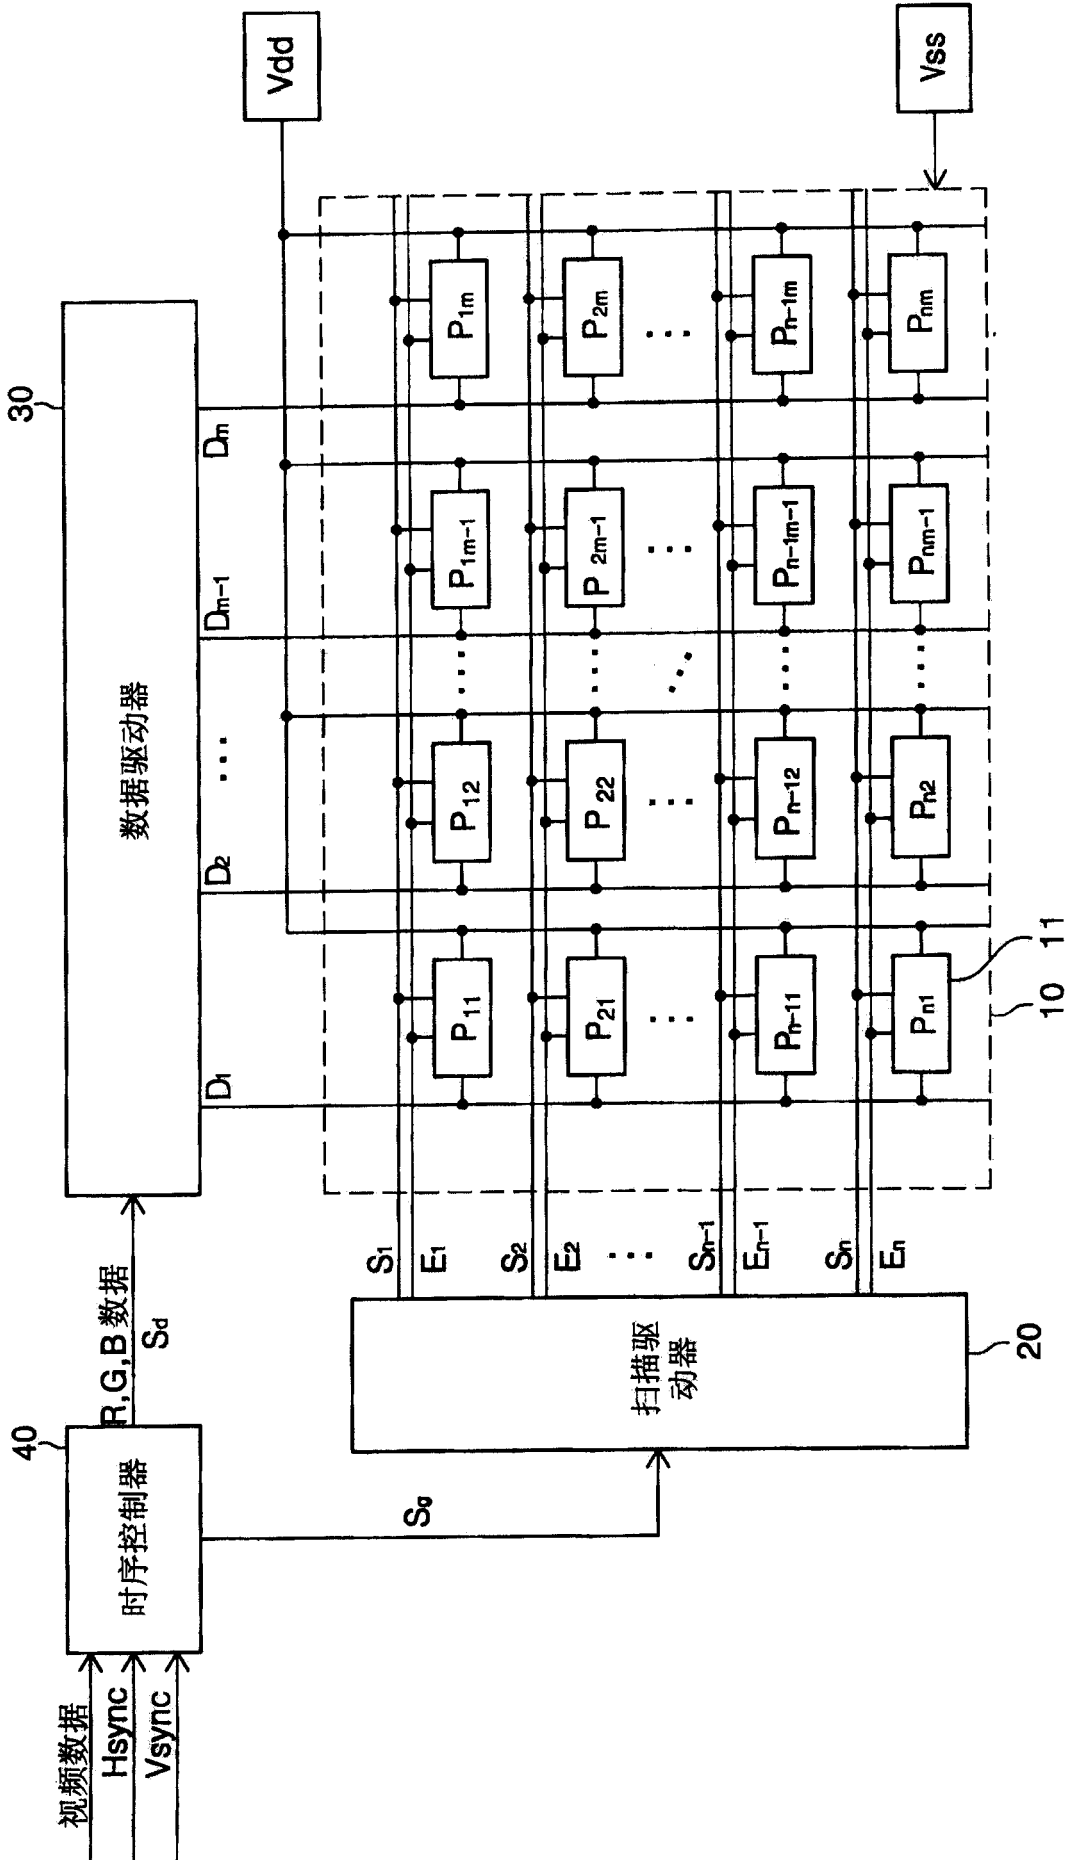 视频数据
Hsync
Vsync
40
时序控制器
R,G,B 数据
Sd
Sg
30
数据驱动器
D1
D2
...
Dm-1
Dm
Vdd
20
扫描驱动器
S1
E1
S2
E2
...
Sn-1
En-1
Sn
En
P11
P12
....
P1m-1
P1m
P21
P22
....
P2m-1
P2m
...
...
...
...
...
Pn-11
Pn-12
....
Pn-1m-1
Pn-1m
Pn1
Pn2
....
Pnm-1
Pnm
10
11
Vss